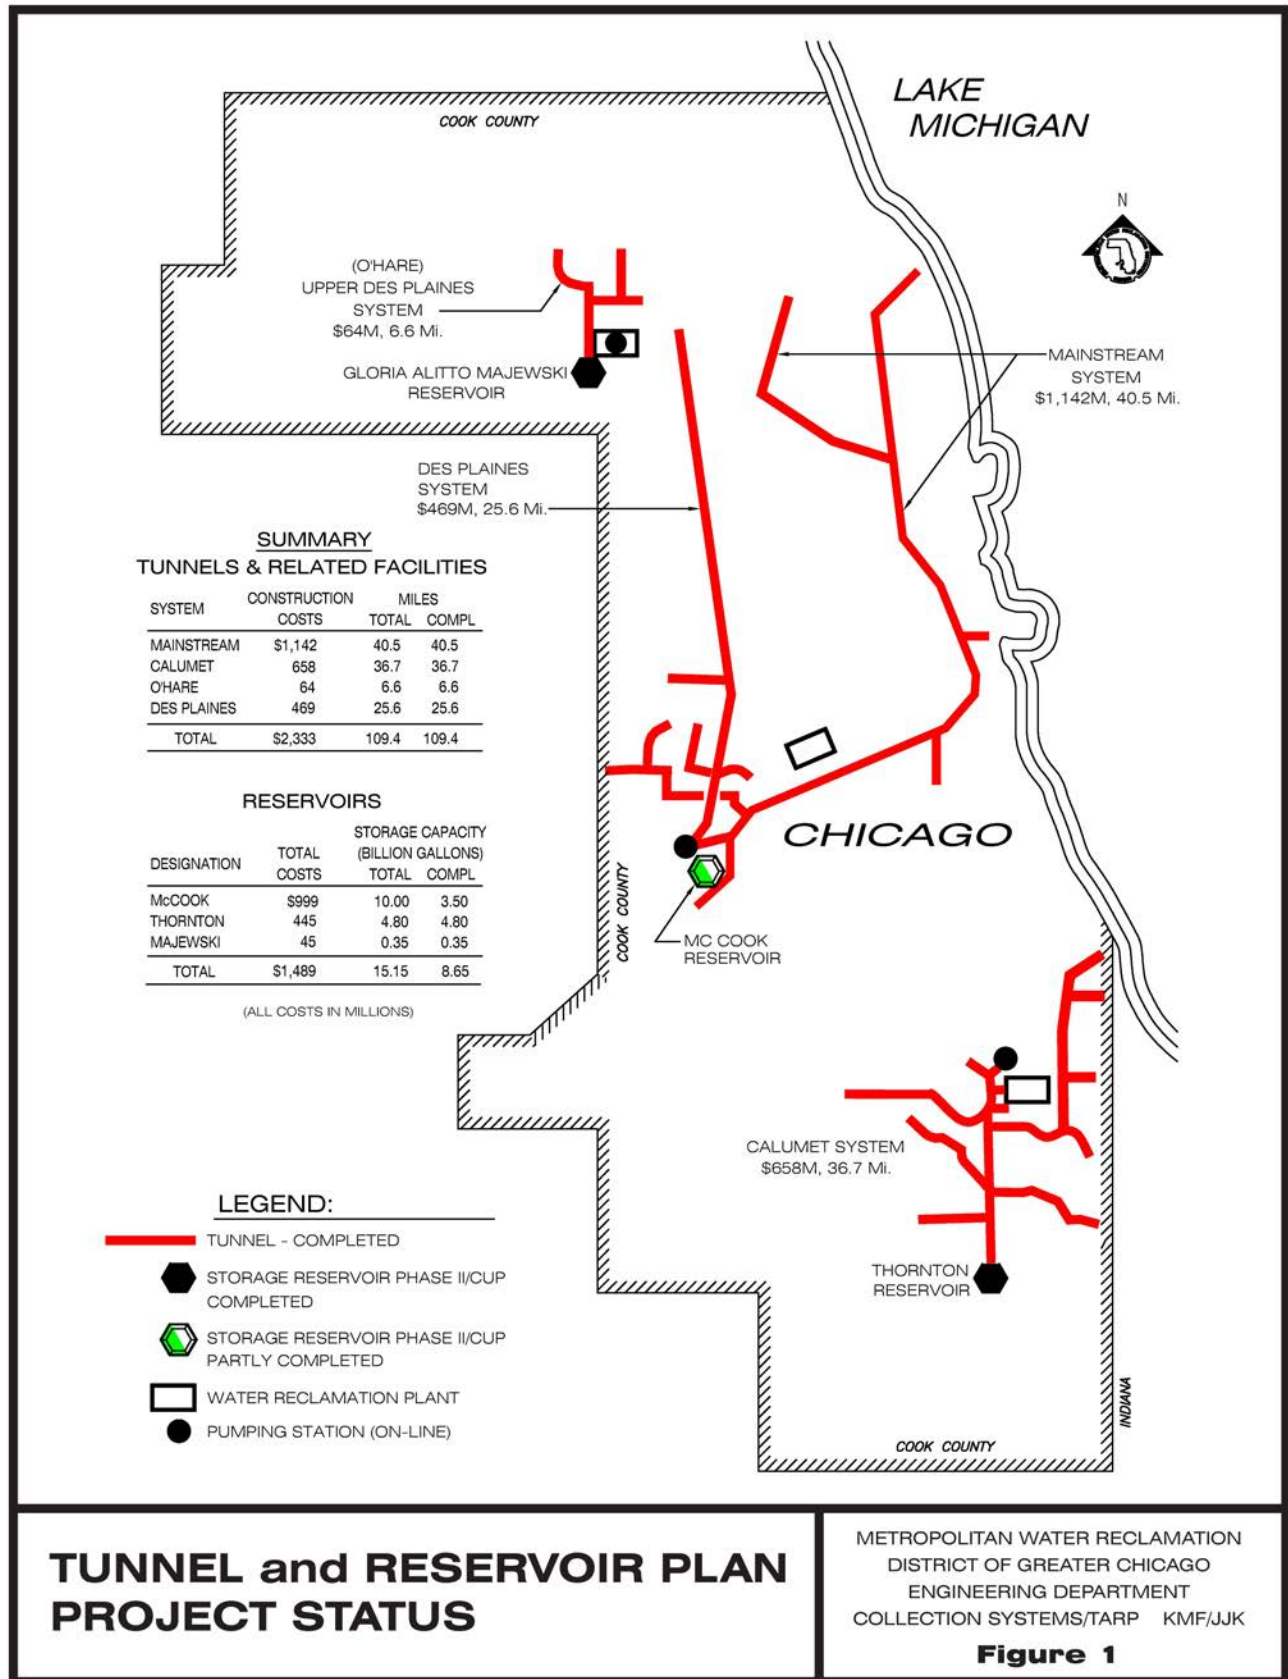 LAKE
MICHIGAN
COOK COUNTY
N
(O'HARE)
UPPER DES PLAINES
SYSTEM
$64M, 6.6 Mi.
GLORIA ALITTO MAJEWSKI
RESERVOIR
MAINSTREAM
SYSTEM
$1,142M, 40.5 Mi.
DES PLAINES
SYSTEM
$469M, 25.6 Mi.
SUMMARY
TUNNELS & RELATED FACILITIES
SYSTEM CONSTRUCTION COSTS MILES TOTAL COMPL
MAINSTREAM $1,142 40.5 40.5
CALUMET 658 36.7 36.7
O'HARE 64 6.6 6.6
DES PLAINES 469 25.6 25.6
TOTAL $2,333 109.4 109.4
RESERVOIRS
DESIGNATION TOTAL COSTS STORAGE CAPACITY (BILLION GALLONS) TOTAL COMPL
McCOOK $999 10.00 3.50
THORNTON 445 4.80 4.80
MAJEWSKI 45 0.35 0.35
TOTAL $1,489 15.15 8.65
(ALL COSTS IN MILLIONS)
CHICAGO
COOK COUNTY
MC COOK
RESERVOIR
CALUMET SYSTEM
$658M, 36.7 Mi.
THORNTON
RESERVOIR
LEGEND:
TUNNEL - COMPLETED
STORAGE RESERVOIR PHASE II/CUP
COMPLETED
STORAGE RESERVOIR PHASE II/CUP
PARTLY COMPLETED
WATER RECLAMATION PLANT
PUMPING STATION (ON-LINE)
INDIANA
COOK COUNTY
TUNNEL and RESERVOIR PLAN
PROJECT STATUS
METROPOLITAN WATER RECLAMATION
DISTRICT OF GREATER CHICAGO
ENGINEERING DEPARTMENT
COLLECTION SYSTEMS/TARP KMF/JJK
Figure 1